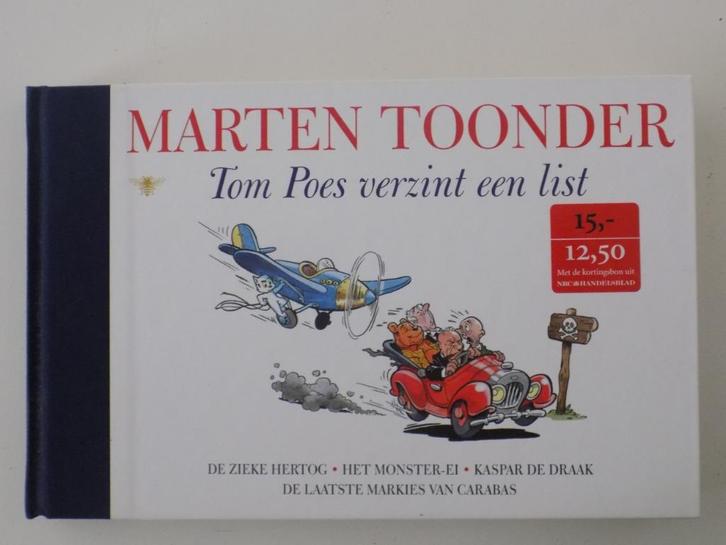 MARTEN TOONDER
Tom Poes verzint een list
15,-
12,50
Met de kortingsbon uit
NRC HANDELSBLAD
DE ZIEKE HERTOG • HET MONSTER-EI • KASPAR DE DRAAK
DE LAATSTE MARKIES VAN CARABAS